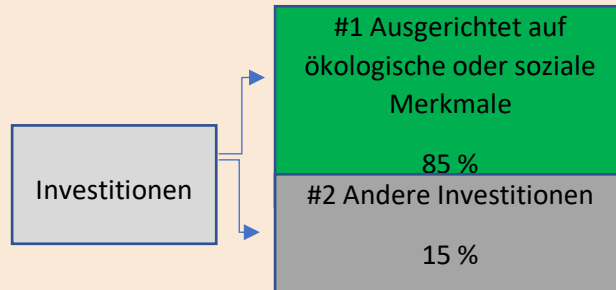 #1 Ausgerichtet auf
ökologische oder soziale
Merkmale
85 %
Investitionen
#2 Andere Investitionen
15 %